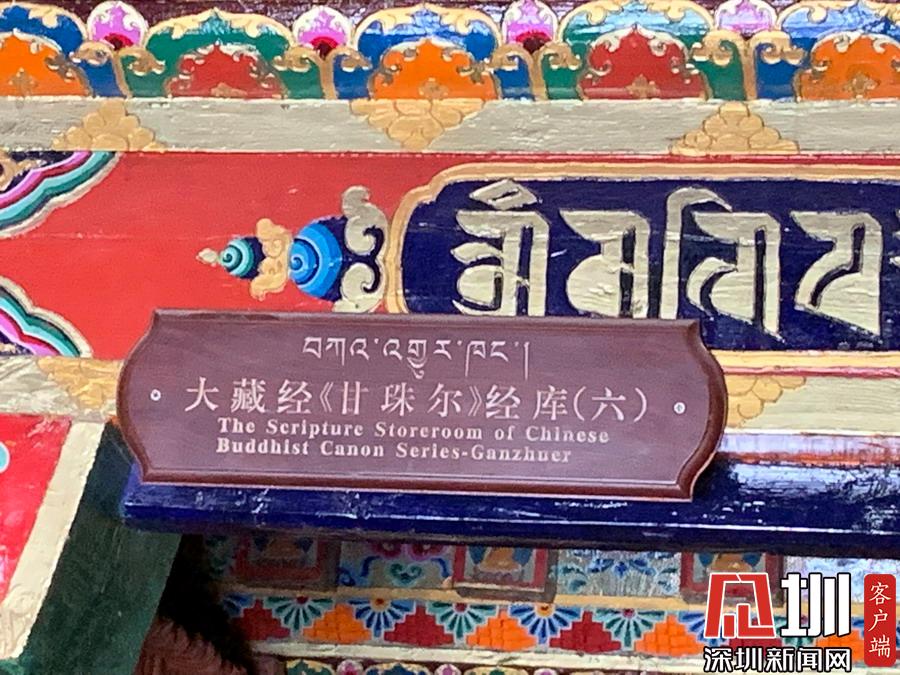 བཀའ་འགྱུར་ཁང་།
大藏经《甘珠尔》经库(六)
The Scripture Storeroom of Chinese
Buddhist Canon Series-Ganzhuer
深圳
客户端
深圳新闻网